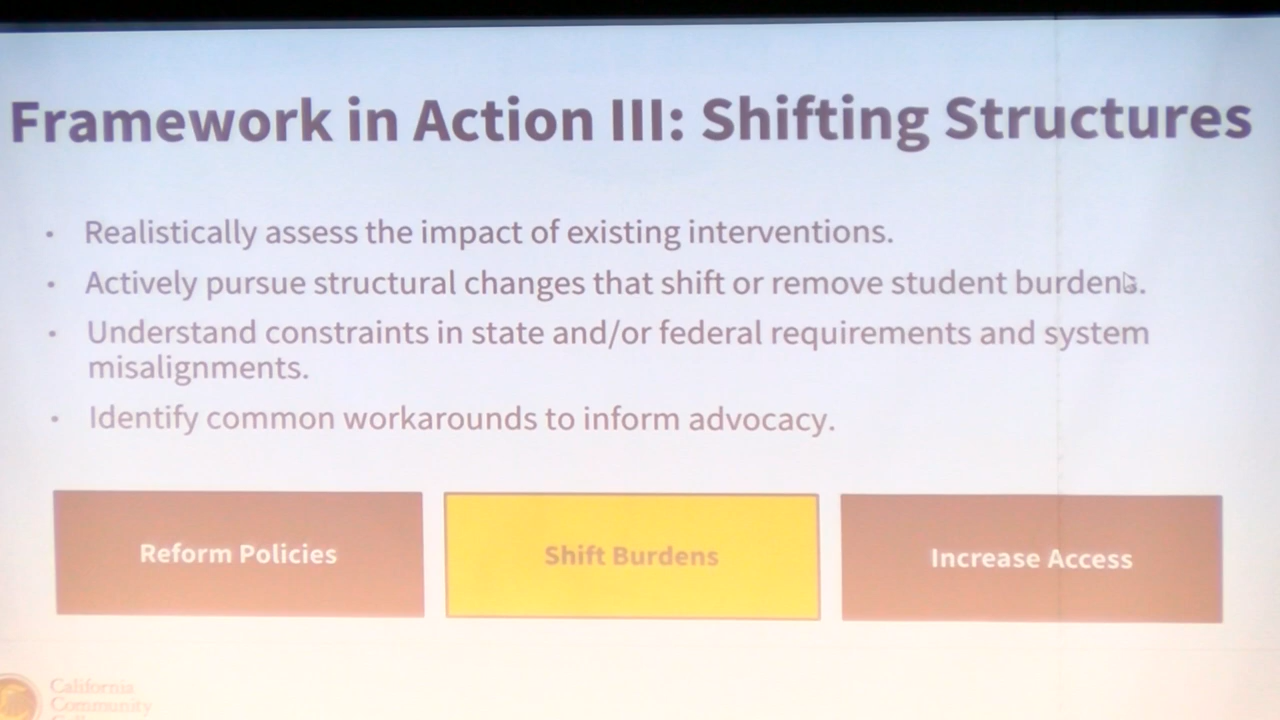 Framework in Action III: Shifting Structures
• Realistically assess the impact of existing interventions.
• Actively pursue structural changes that shift or remove student burdens.
• Understand constraints in state and/or federal requirements and system
misalignments.
• Identify common workarounds to inform advocacy.
Reform Policies
Shift Burdens
Increase Access
California
Community